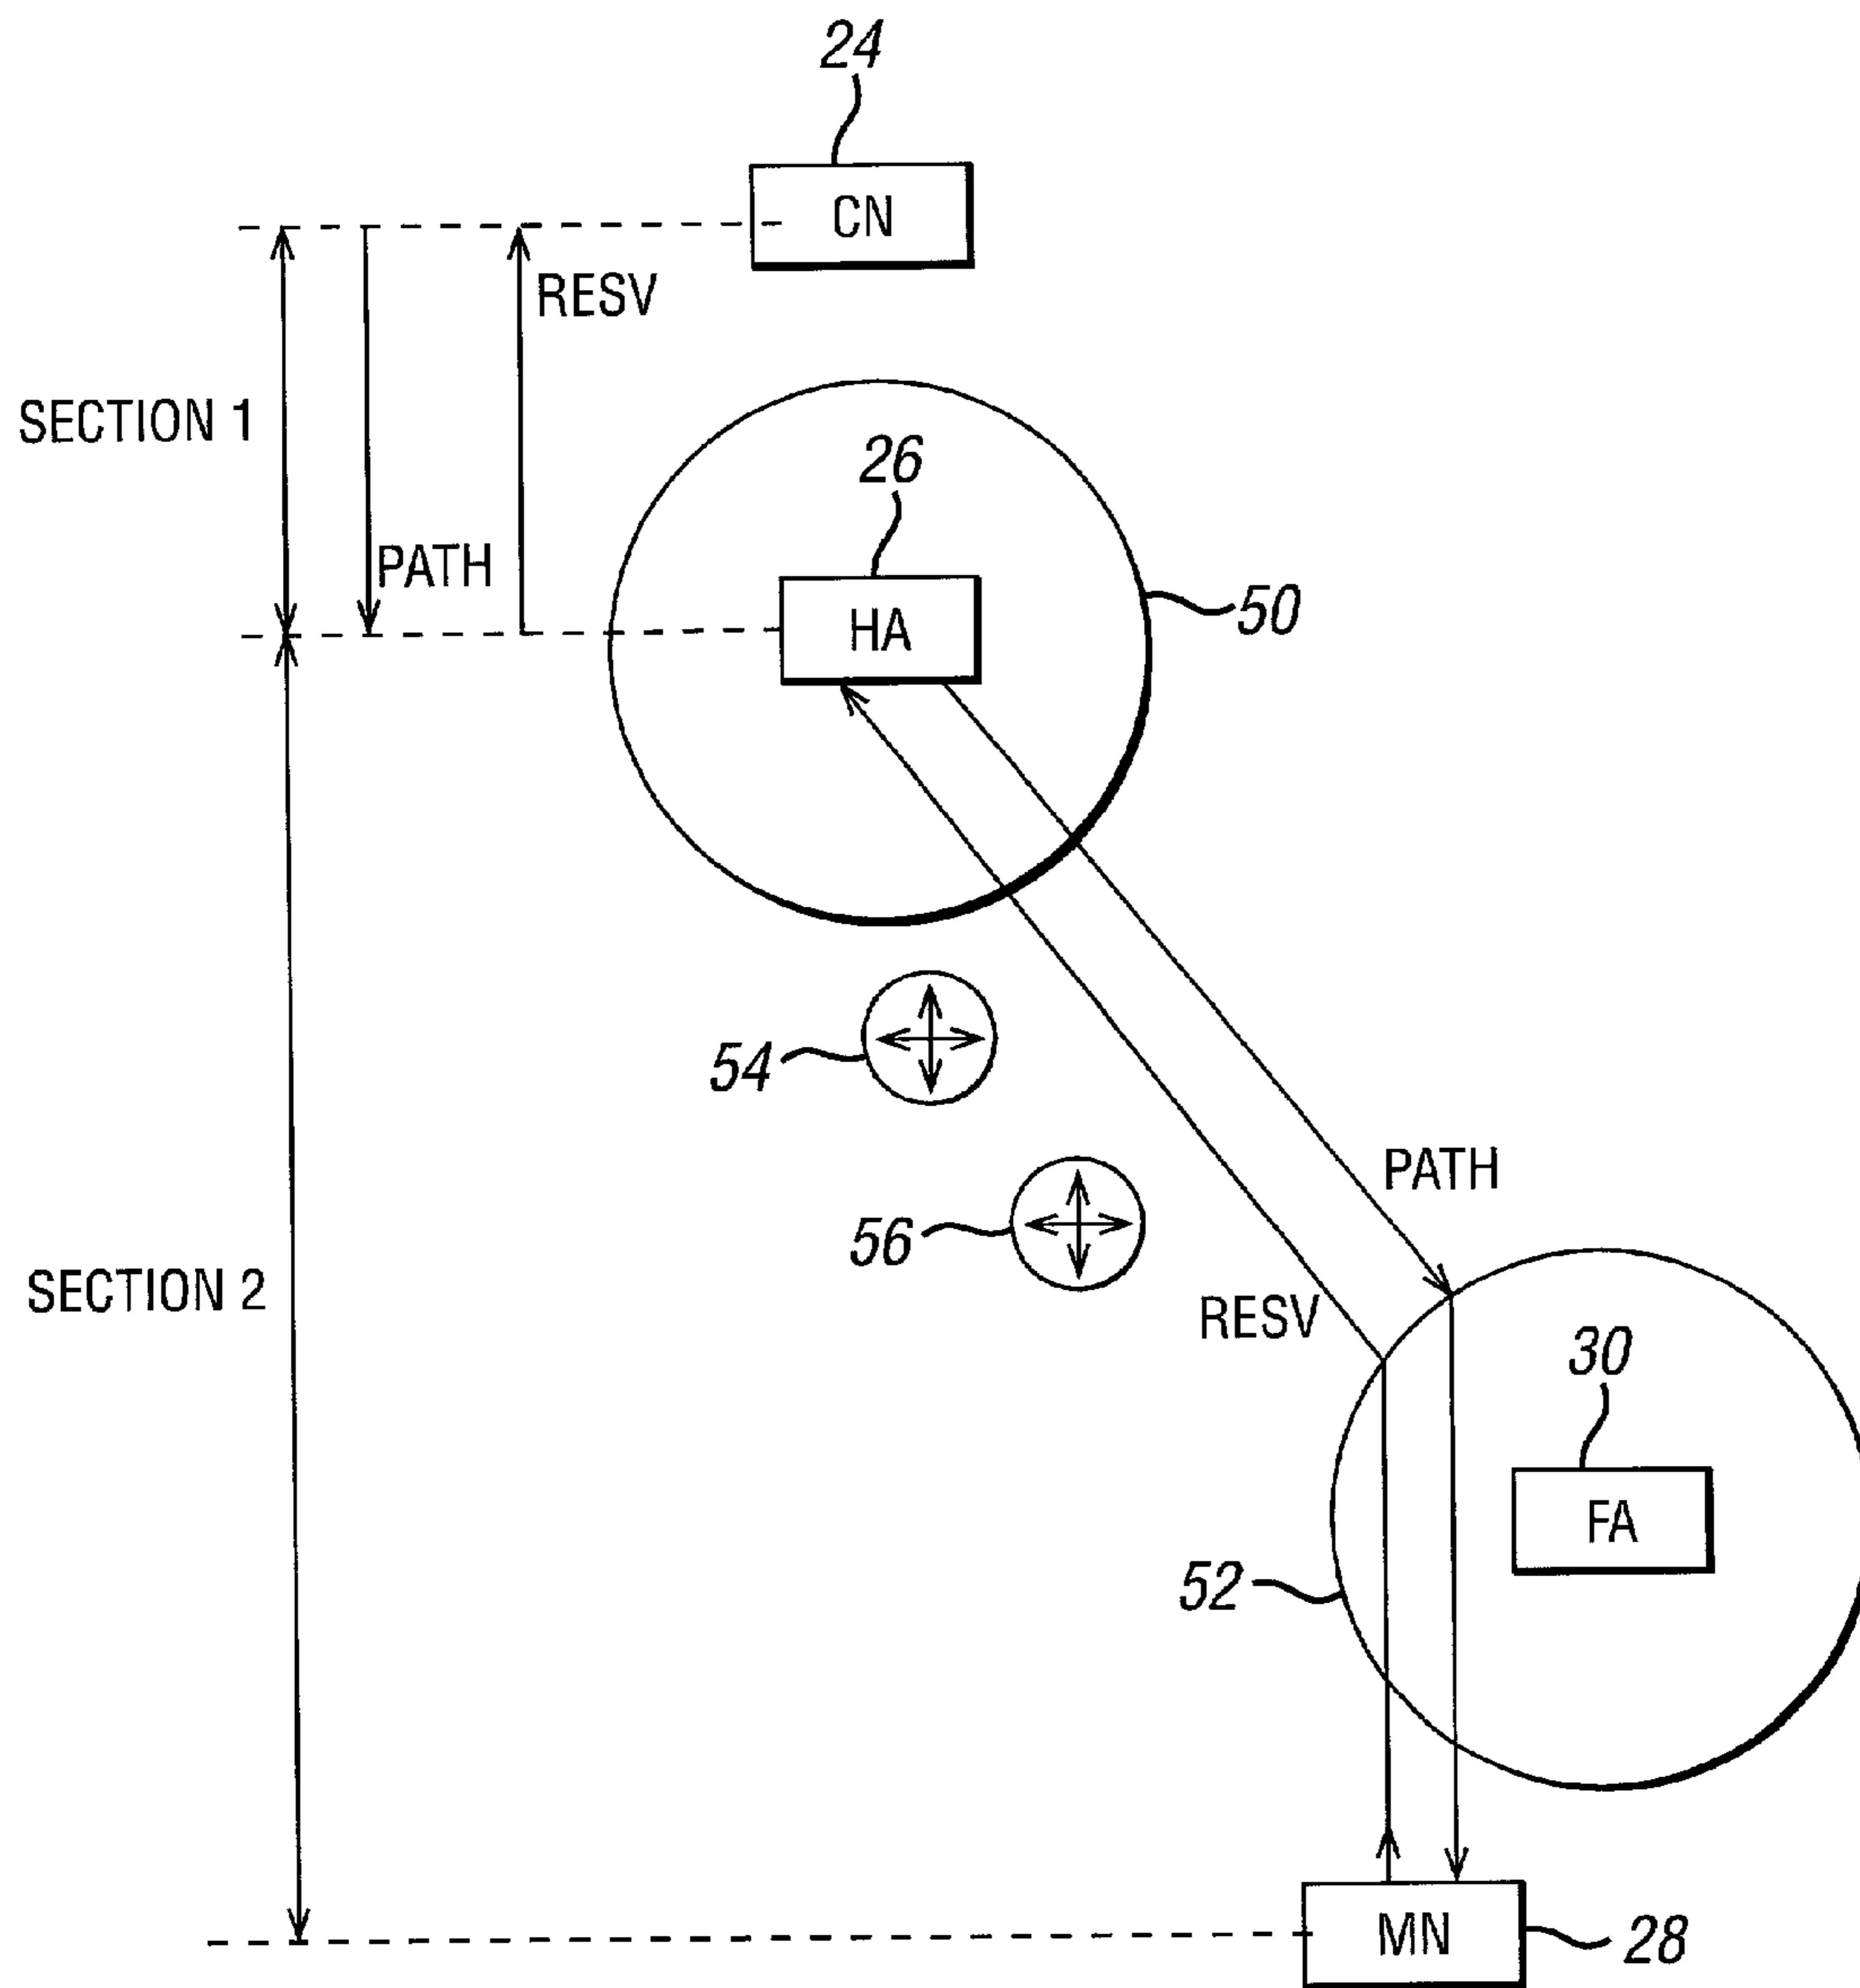 24
CN
RESV
SECTION 1
26
PATH
50
HA
54
PATH
56
SECTION 2
RESV
30
FA
52
MN
28